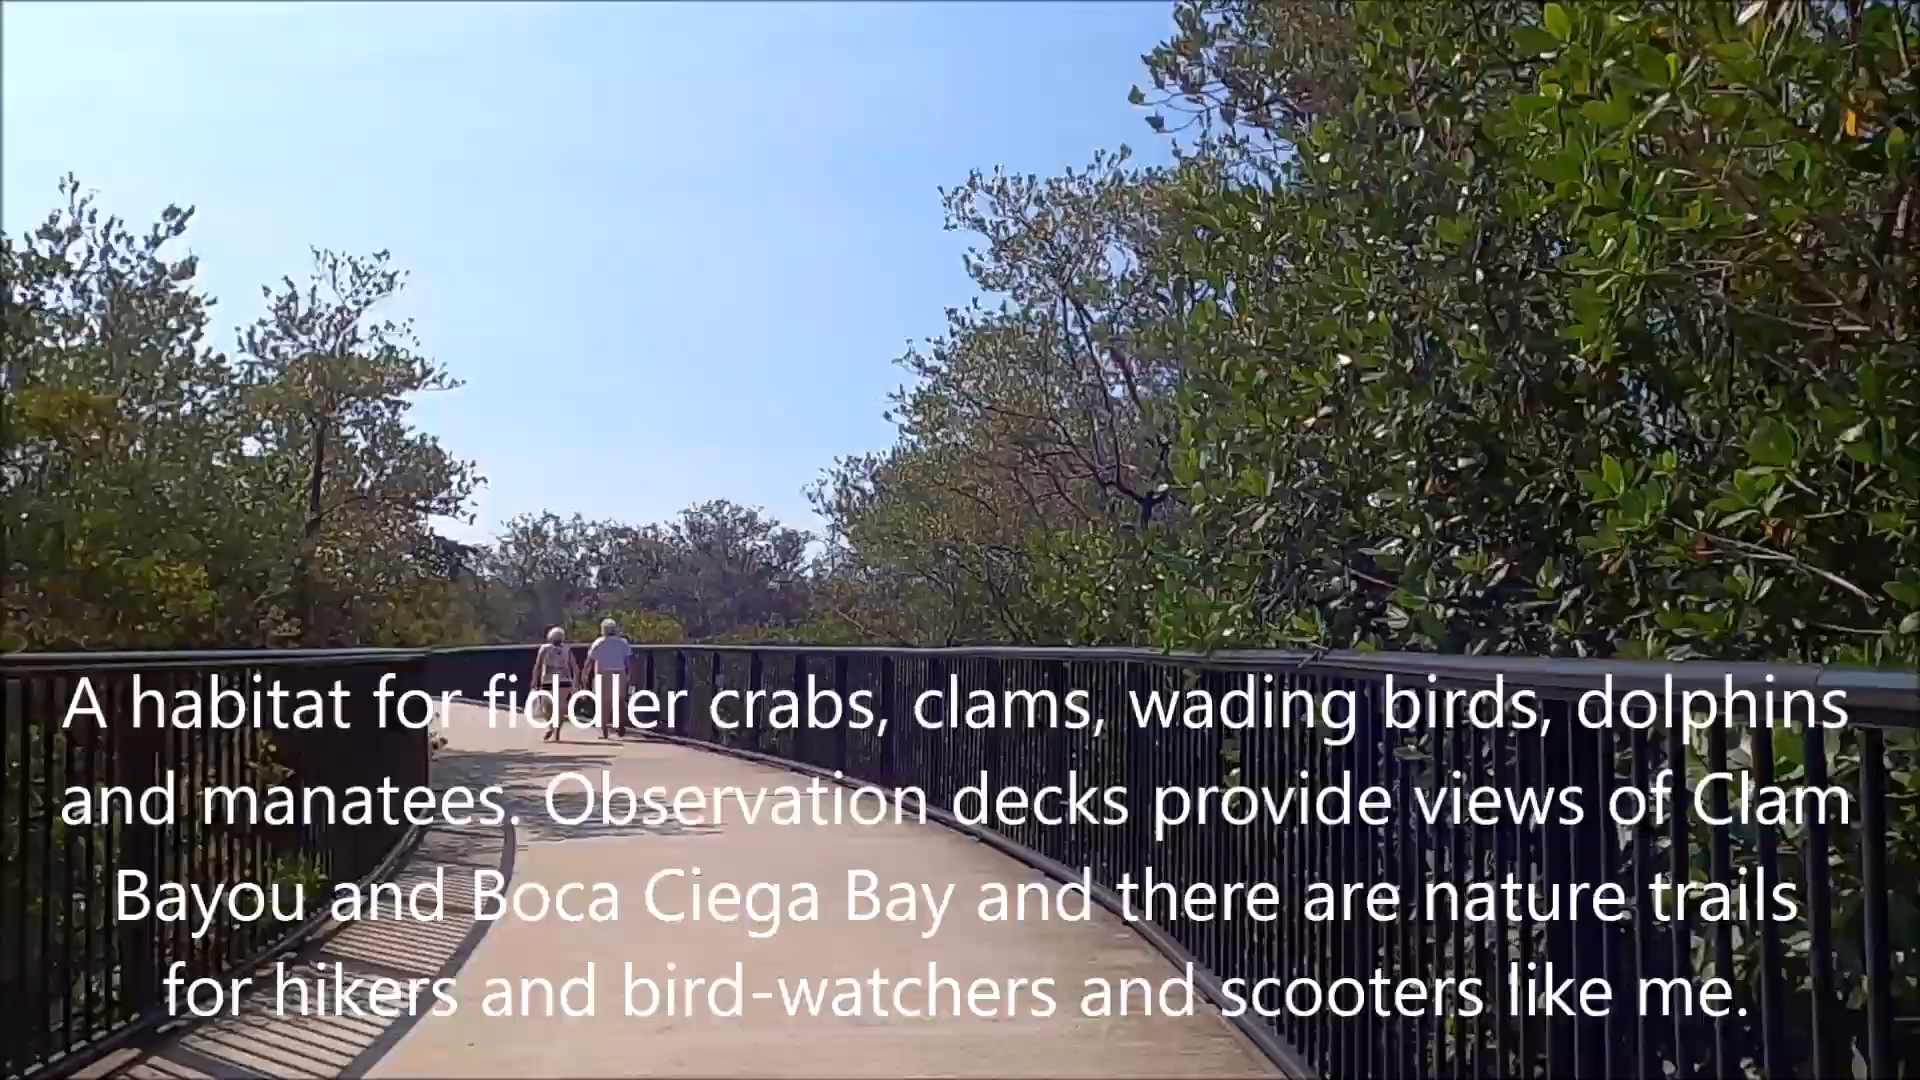 A habitat for fiddler crabs, clams, wading birds, dolphins
and manatees. Observation decks provide views of Clam
Bayou and Boca Ciega Bay and there are nature trails
for hikers and bird-watchers and scooters like me.